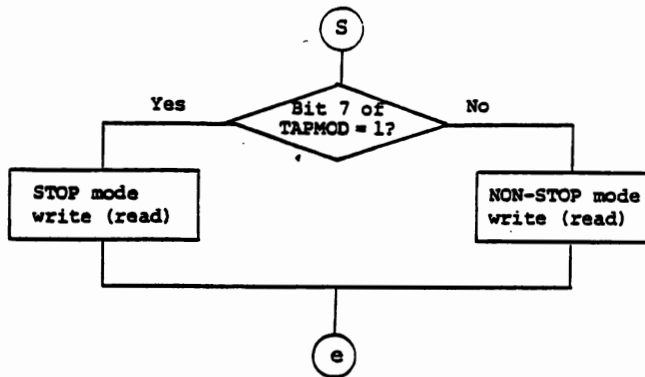 S
Yes
Bit 7 of
TAPMOD = 1?
No
STOP mode
write (read)
NON-STOP mode
write (read)
e